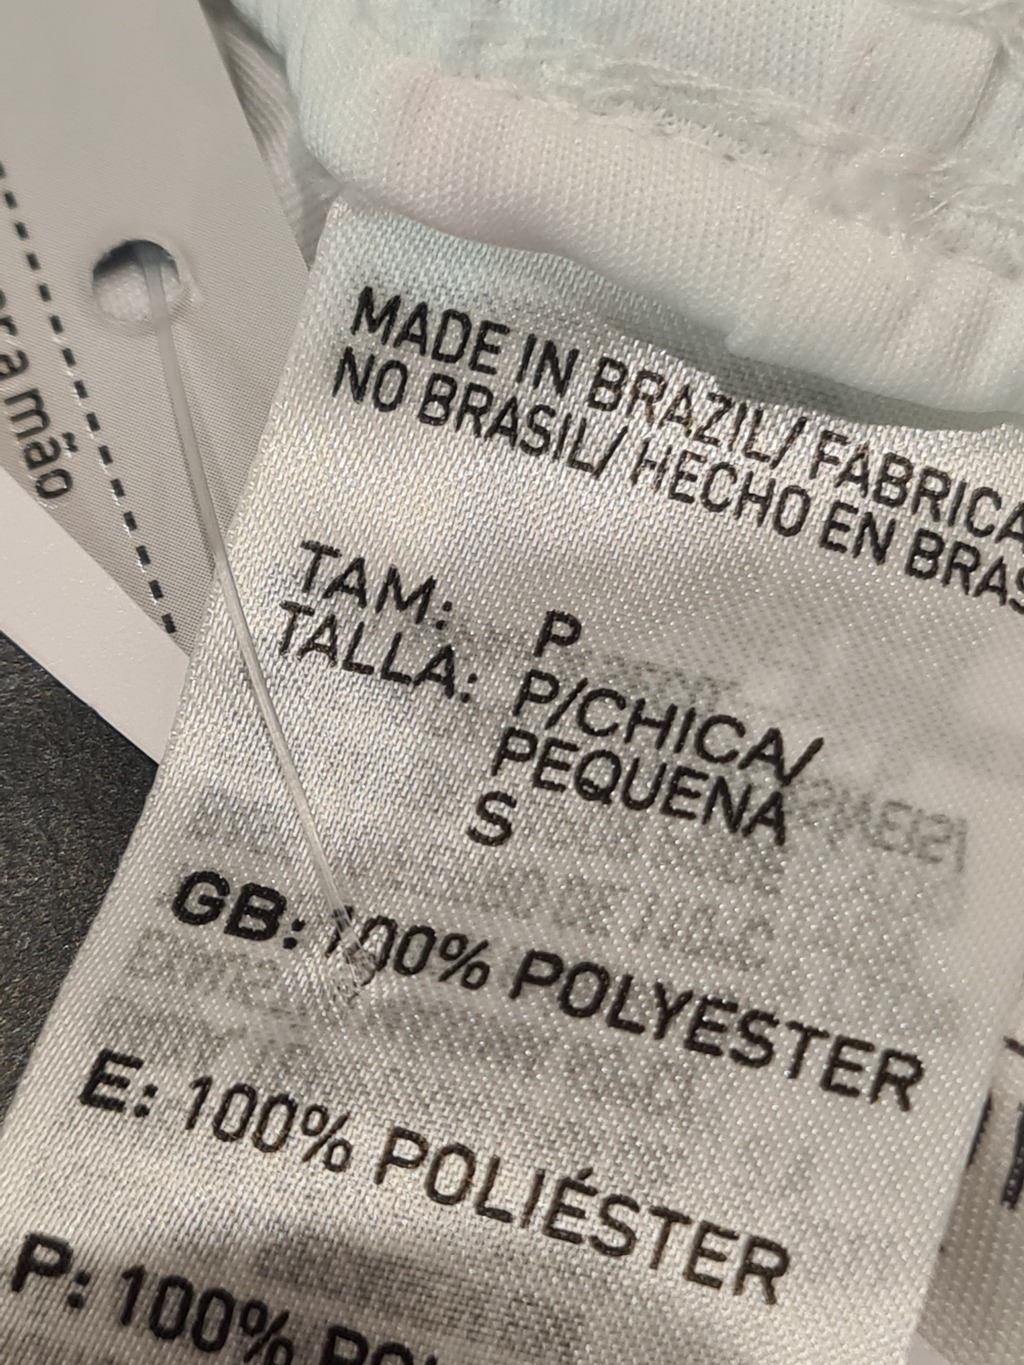 a mão
MADE IN BRAZIL/ FABRICA
NO BRASIL/ HECHO EN BRAS
TAM: P
TALLA: P/CHICA/
PEQUENA
S
GB: 100% POLYESTER
E: 100% POLIÉSTER
P: 100%